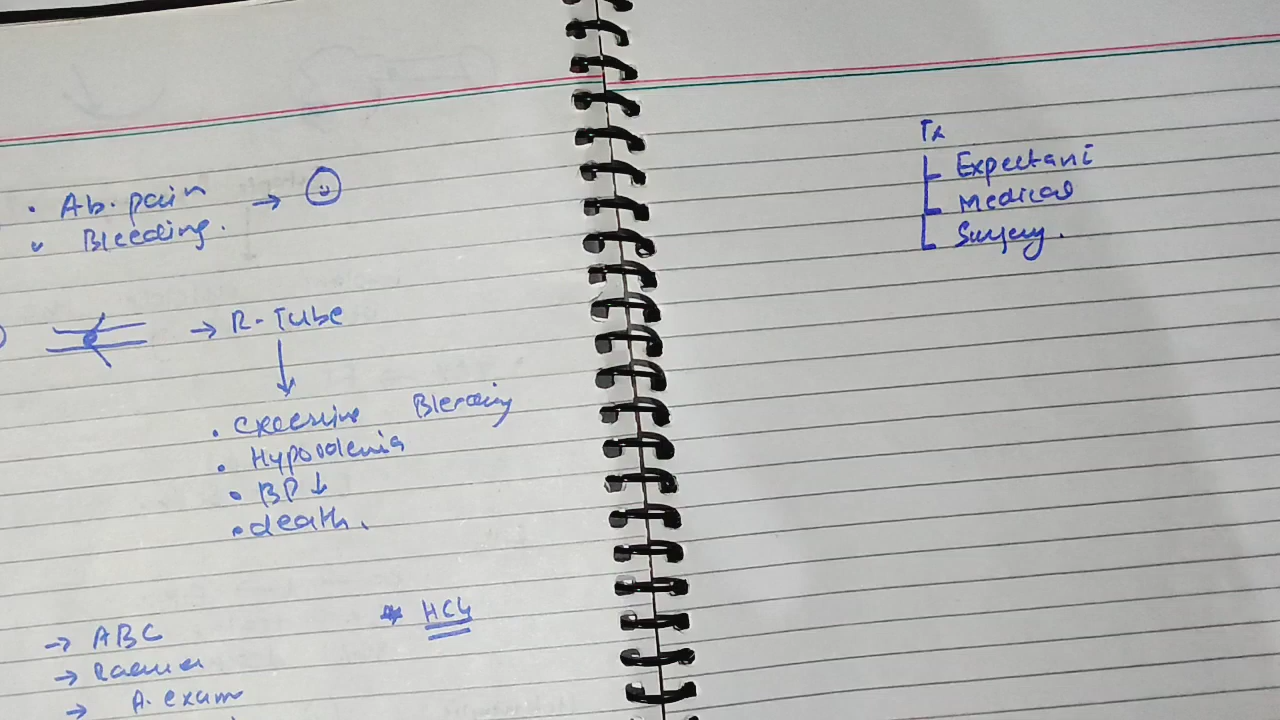 • Ab. pain
• Bleeding. →
→ R-Tube
• excessive Bleeding
• Hypovolemia
• BP ↓
• death.
→ ABC
* HCG
→
→ A. exam
Tx
Expectant
Medical
Surgery.